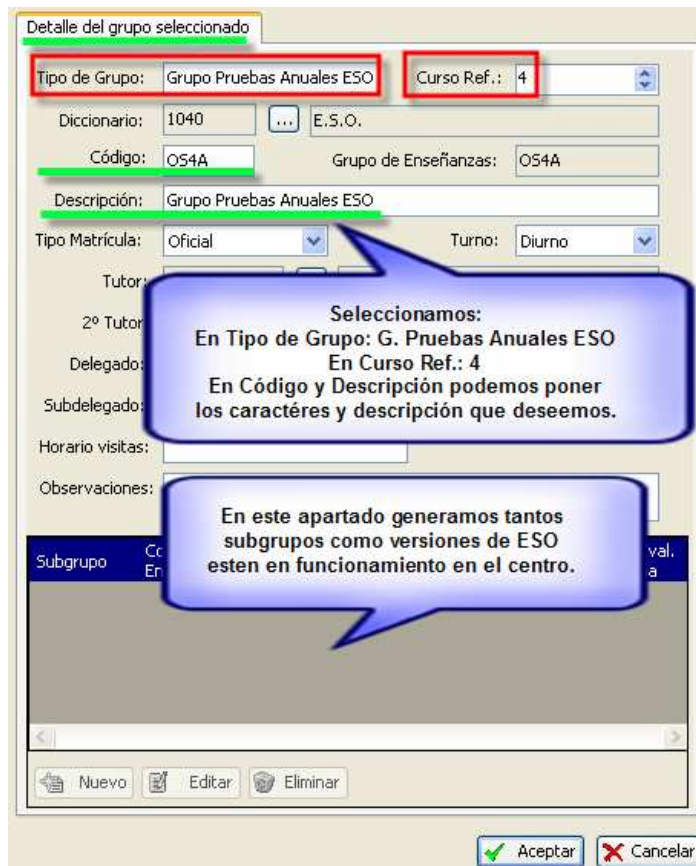 Detalle del grupo seleccionado
Tipo de Grupo: Grupo Pruebas Anuales ESO Curso Ref.: 4
Diccionario: 1040 ... E.S.O.
Código: OS4A Grupo de Enseñanzas: OS4A
Descripción: Grupo Pruebas Anuales ESO
Tipo Matrícula: Oficial Turno: Diurno
Tutor:
2º Tutor
Delegado:
Subdelegado:
Seleccionamos:
En Tipo de Grupo: G. Pruebas Anuales ESO
En Curso Ref.: 4
En Código y Descripción podemos poner
los caractéres y descripción que deseemos.
Horario visitas:
Observaciones:
En este apartado generamos tantos
subgrupos como versiones de ESO
esten en funcionamiento en el centro.
Subgrupo
Nuevo Editar Eliminar
Aceptar Cancelar